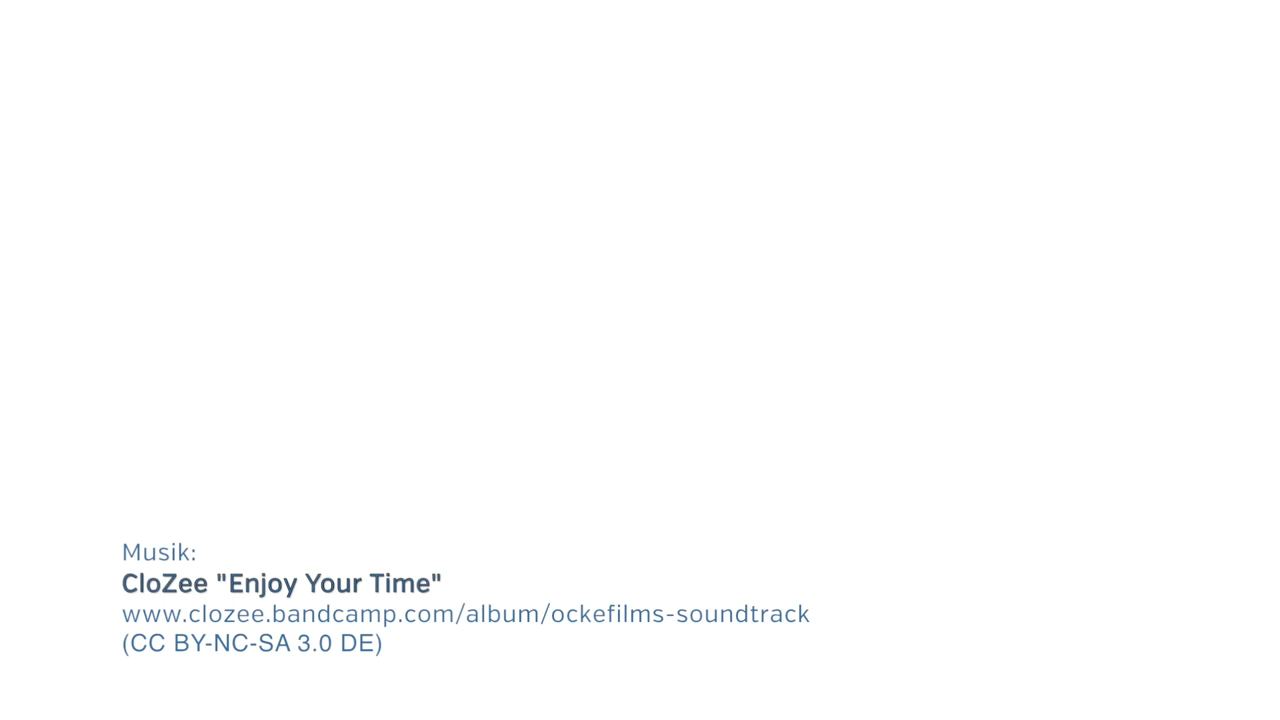 Musik:
CloZee "Enjoy Your Time"
www.clozee.bandcamp.com/album/ockefilms-soundtrack
(CC BY-NC-SA 3.0 DE)